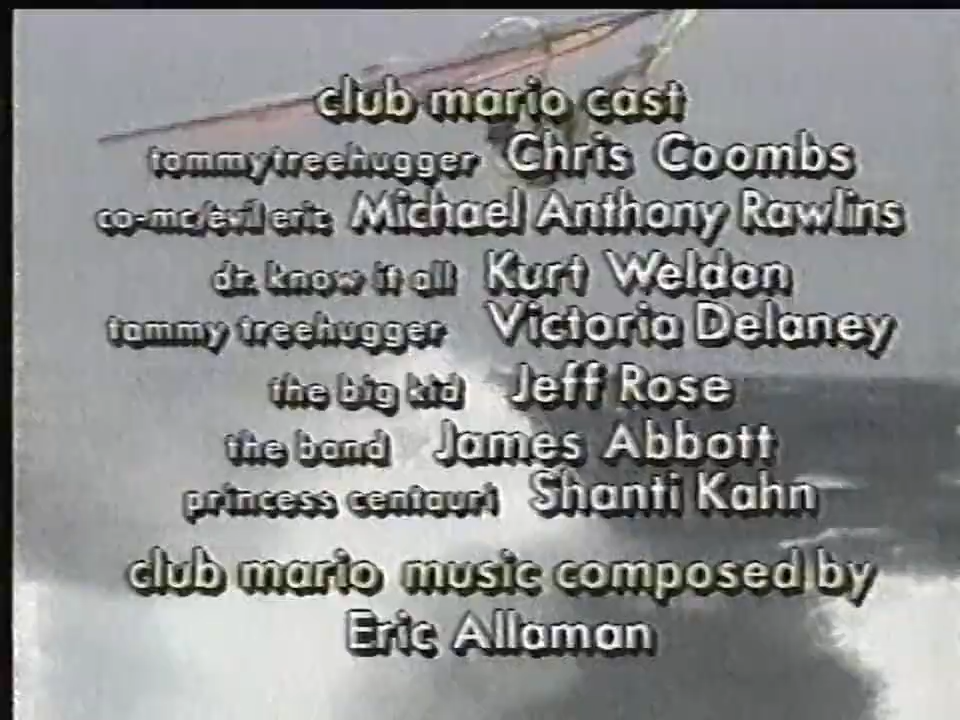 club mario cast
tommytreehugger Chris Coombs
co-mc/evil eric Michael Anthony Rawlins
dr. know it all Kurt Weldon
tammy treehugger Victoria Delaney
the big kid Jeff Rose
the band James Abbott
princess centauri Shanti Kahn
club mario music composed by
Eric Allaman